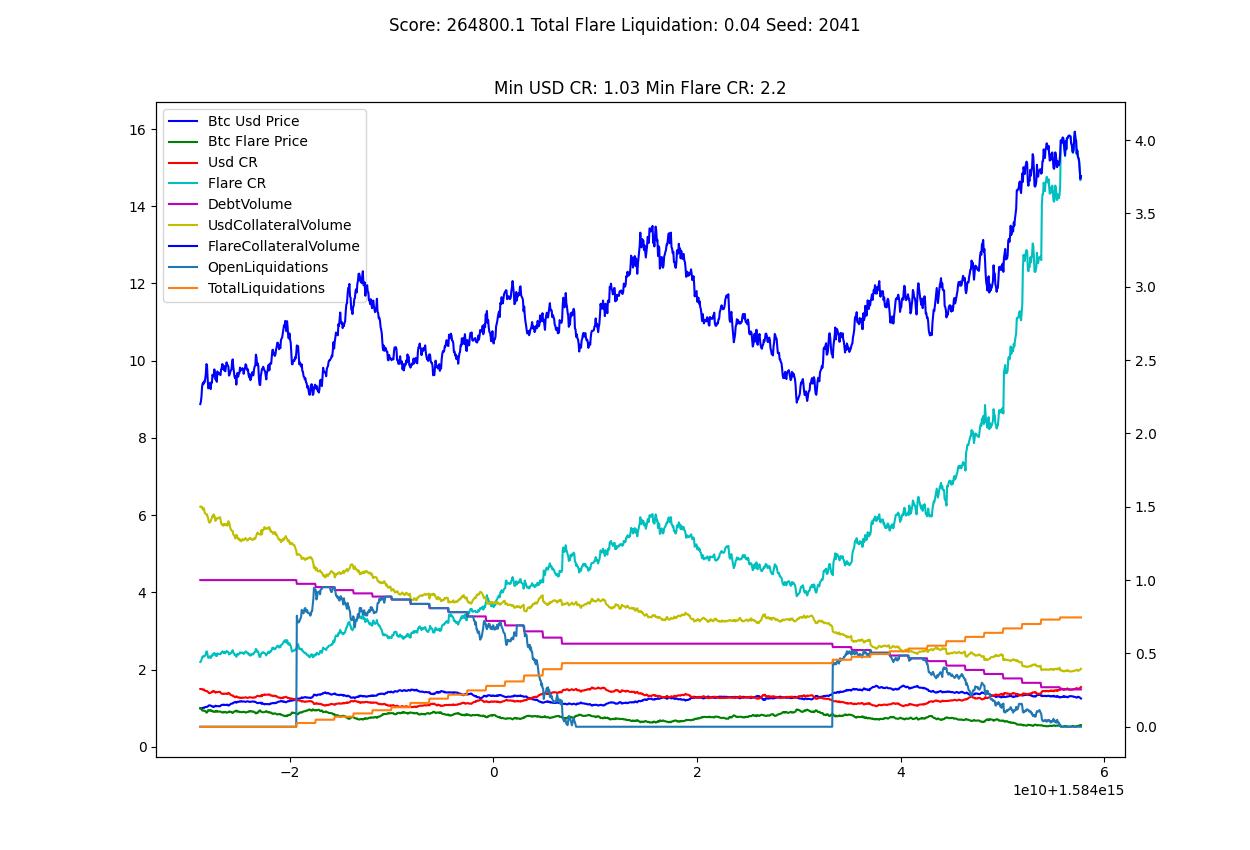 Score: 264800.1 Total Flare Liquidation: 0.04 Seed: 2041
Min USD CR: 1.03 Min Flare CR: 2.2
Btc Usd Price
Btc Flare Price
Usd CR
Flare CR
DebtVolume
UsdCollateralVolume
FlareCollateralVolume
OpenLiquidations
TotalLiquidations
16
14
12
10
8
6
4
2
0
4.0
3.5
3.0
2.5
2.0
1.5
1.0
0.5
0.0
−2 0 2 4 6
1e10+1.584e15